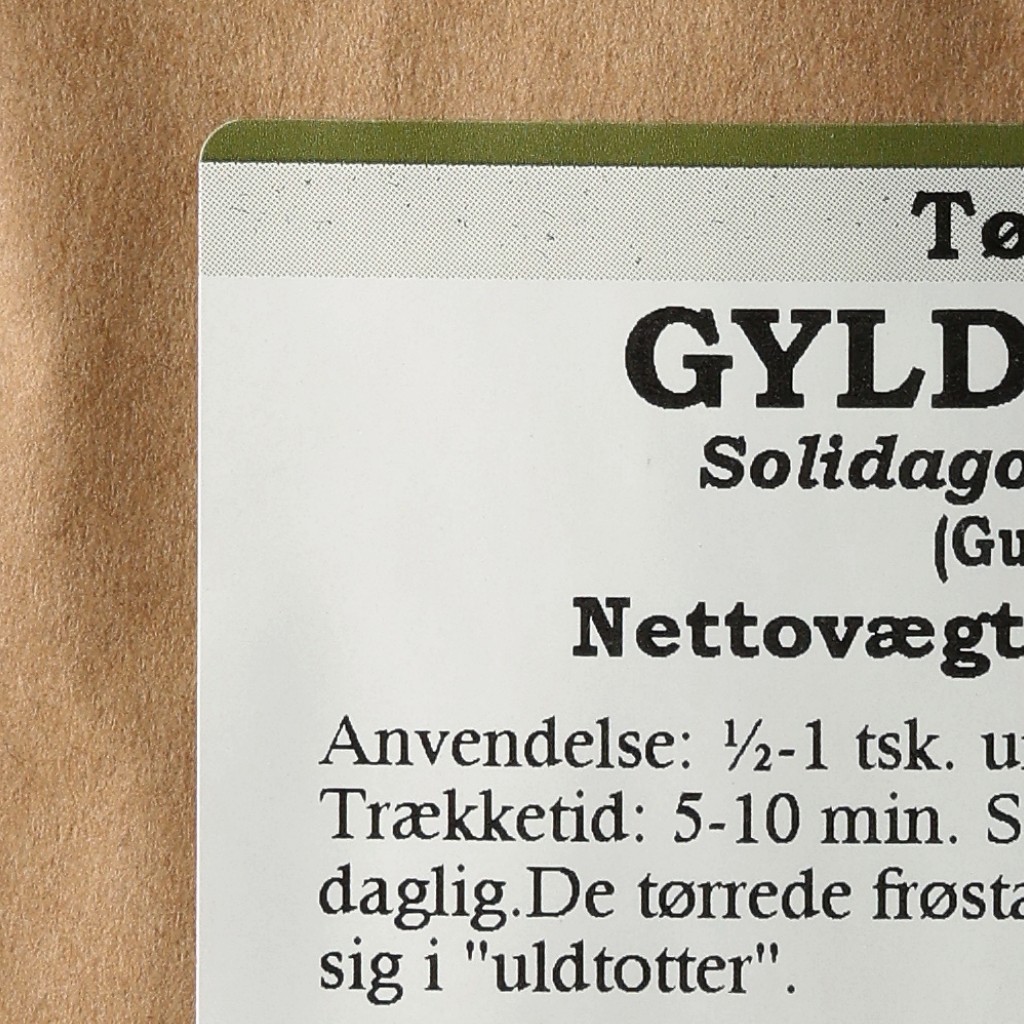 Tø
GYLD
Solidago
(Gu
Nettovægt
Anvendelse: ½-1 tsk. u
Trækketid: 5-10 min. S
daglig.De tørrede frøsta
sig i "uldtotter".